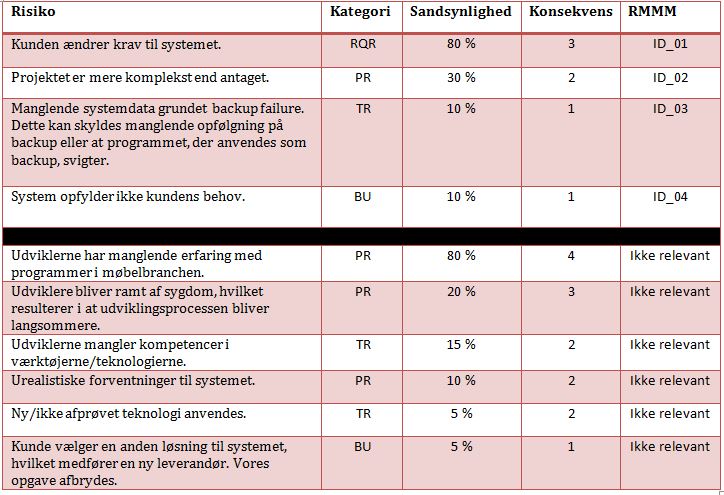 Risiko Kategori Sandsynlighed Konsekvens RMMM
Kunden ændrer krav til systemet. RQR 80 % 3 ID_01
Projektet er mere komplekst end antaget. PR 30 % 2 ID_02
Manglende systemdata grundet backup failure. TR 10 % 1 ID_03
Dette kan skyldes manglende opfølgning på
backup eller at programmet, der anvendes som
backup, svigter.
System opfylder ikke kundens behov. BU 10 % 1 ID_04
Udviklerne har manglende erfaring med PR 80 % 4 Ikke relevant
programmer i møbelbranchen.
Udviklere bliver ramt af sygdom, hvilket PR 20 % 3 Ikke relevant
resulterer i at udviklingsprocessen bliver
langsommere.
Udviklerne mangler kompetencer i TR 15 % 2 Ikke relevant
værktøjerne/teknologierne.
Urealistiske forventninger til systemet. PR 10 % 2 Ikke relevant
Ny/ikke afprøvet teknologi anvendes. TR 5 % 2 Ikke relevant
Kunde vælger en anden løsning til systemet, BU 5 % 1 Ikke relevant
hvilket medfører en ny leverandør. Vores
opgave afbrydes.